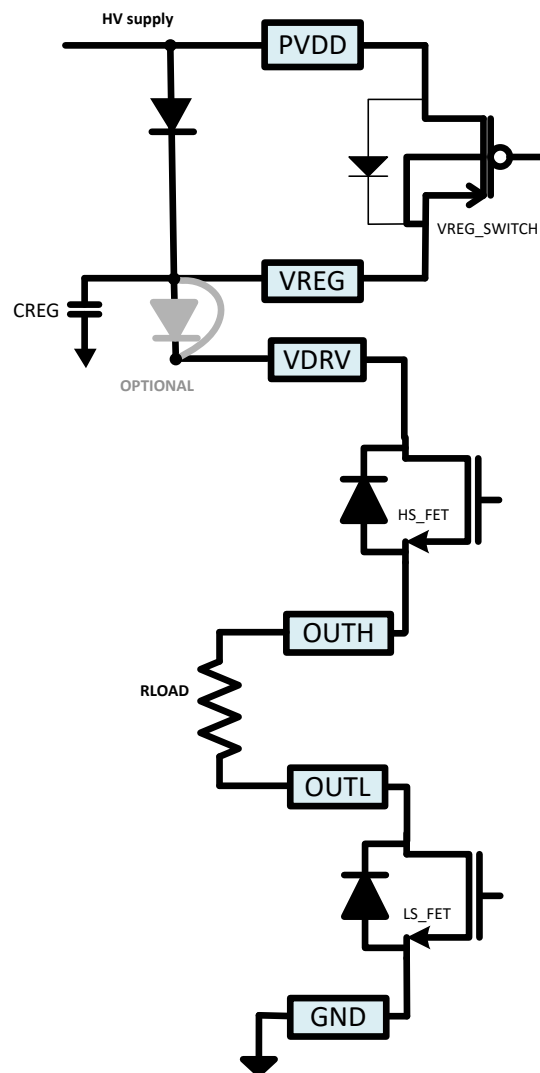 HV supply
PVDD
VREG_SWITCH
VREG
CREG
VDRV
OPTIONAL
HS_FET
OUTH
RLOAD
OUTL
LS_FET
GND